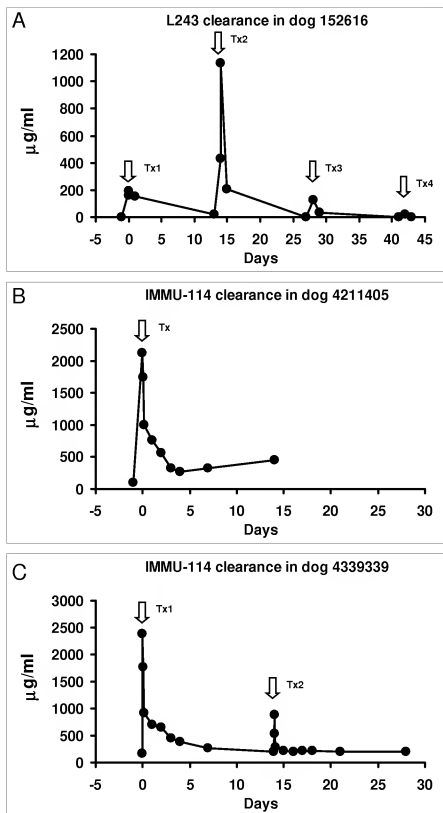 A
L243 clearance in dog 152616
Tx2
1200
1000
800
600
400
200
0
µg/ml
Tx1
Tx3
Tx4
-5 0 5 10 15 20 25 30 35 40 45
Days
B
IMMU-114 clearance in dog 4211405
Tx
2500
2000
1500
1000
500
0
µg/ml
-5 0 5 10 15 20 25 30
Days
C
IMMU-114 clearance in dog 4339339
3000
2500
2000
1500
1000
500
0
µg/ml
Tx1
Tx2
-5 0 5 10 15 20 25 30
Days